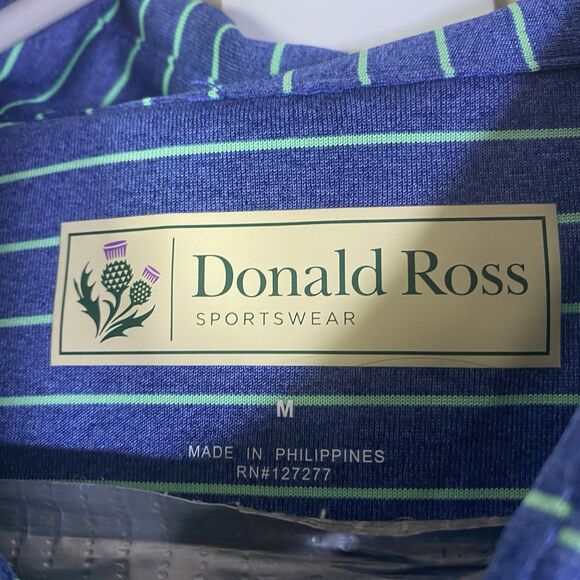 Donald Ross
SPORTSWEAR
M
MADE IN PHILIPPINES
RN#127277